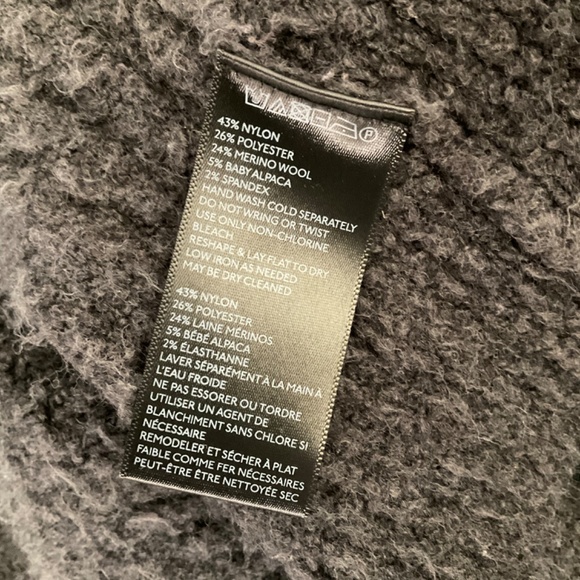 43% NYLON
26% POLYESTER
24% MERINO WOOL
5% BABY ALPACA
2% SPANDEX
HAND WASH COLD SEPARATELY
DO NOT WRING OR TWIST
USE ONLY NON-CHLORINE
BLEACH
RESHAPE & LAY FLAT TO DRY
LOW IRON AS NEEDED
MAY BE DRY CLEANED
43% NYLON
26% POLYESTER
24% LAINE MÉRINOS
5% BÉBÉ ALPACA
2% ÉLASTHANNE
LAVER SÉPARÉMENT À LA MAIN À
L'EAU FROIDE
NE PAS ESSORER OU TORDRE
UTILISER UN AGENT DE
BLANCHIMENT SANS CHLORE SI
NÉCESSAIRE
REMODELER ET SÉCHER À PLAT
FAIBLE COMME FER NÉCESSAIRES
PEUT-ÊTRE ÊTRE NETTOYÉE SEC